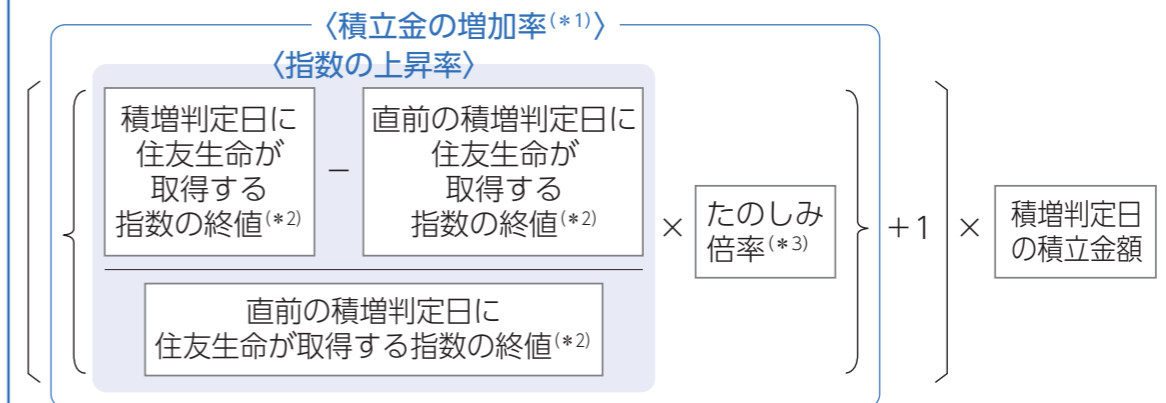 〈積立金の増加率(*1)〉
〈指数の上昇率〉
積増判定日に
住友生命が
取得する
指数の終値(*2)
−
直前の積増判定日に
住友生命が
取得する
指数の終値(*2)
直前の積増判定日に
住友生命が取得する指数の終値(*2)
×
たのしみ
倍率(*3)
+1
×
積増判定日
の積立金額